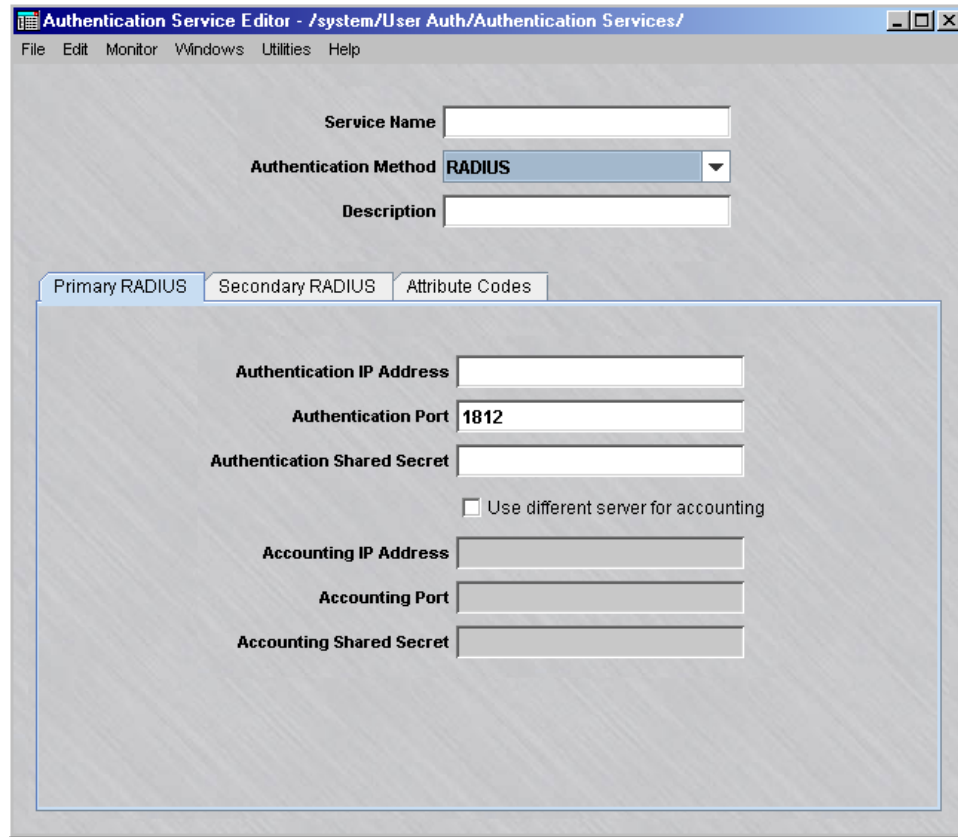 Authentication Service Editor - /system/User Auth/Authentication Services/
File Edit Monitor Windows Utilities Help
Service Name
Authentication Method RADIUS
Description
Primary RADIUS Secondary RADIUS Attribute Codes
Authentication IP Address
Authentication Port 1812
Authentication Shared Secret
Use different server for accounting
Accounting IP Address
Accounting Port
Accounting Shared Secret